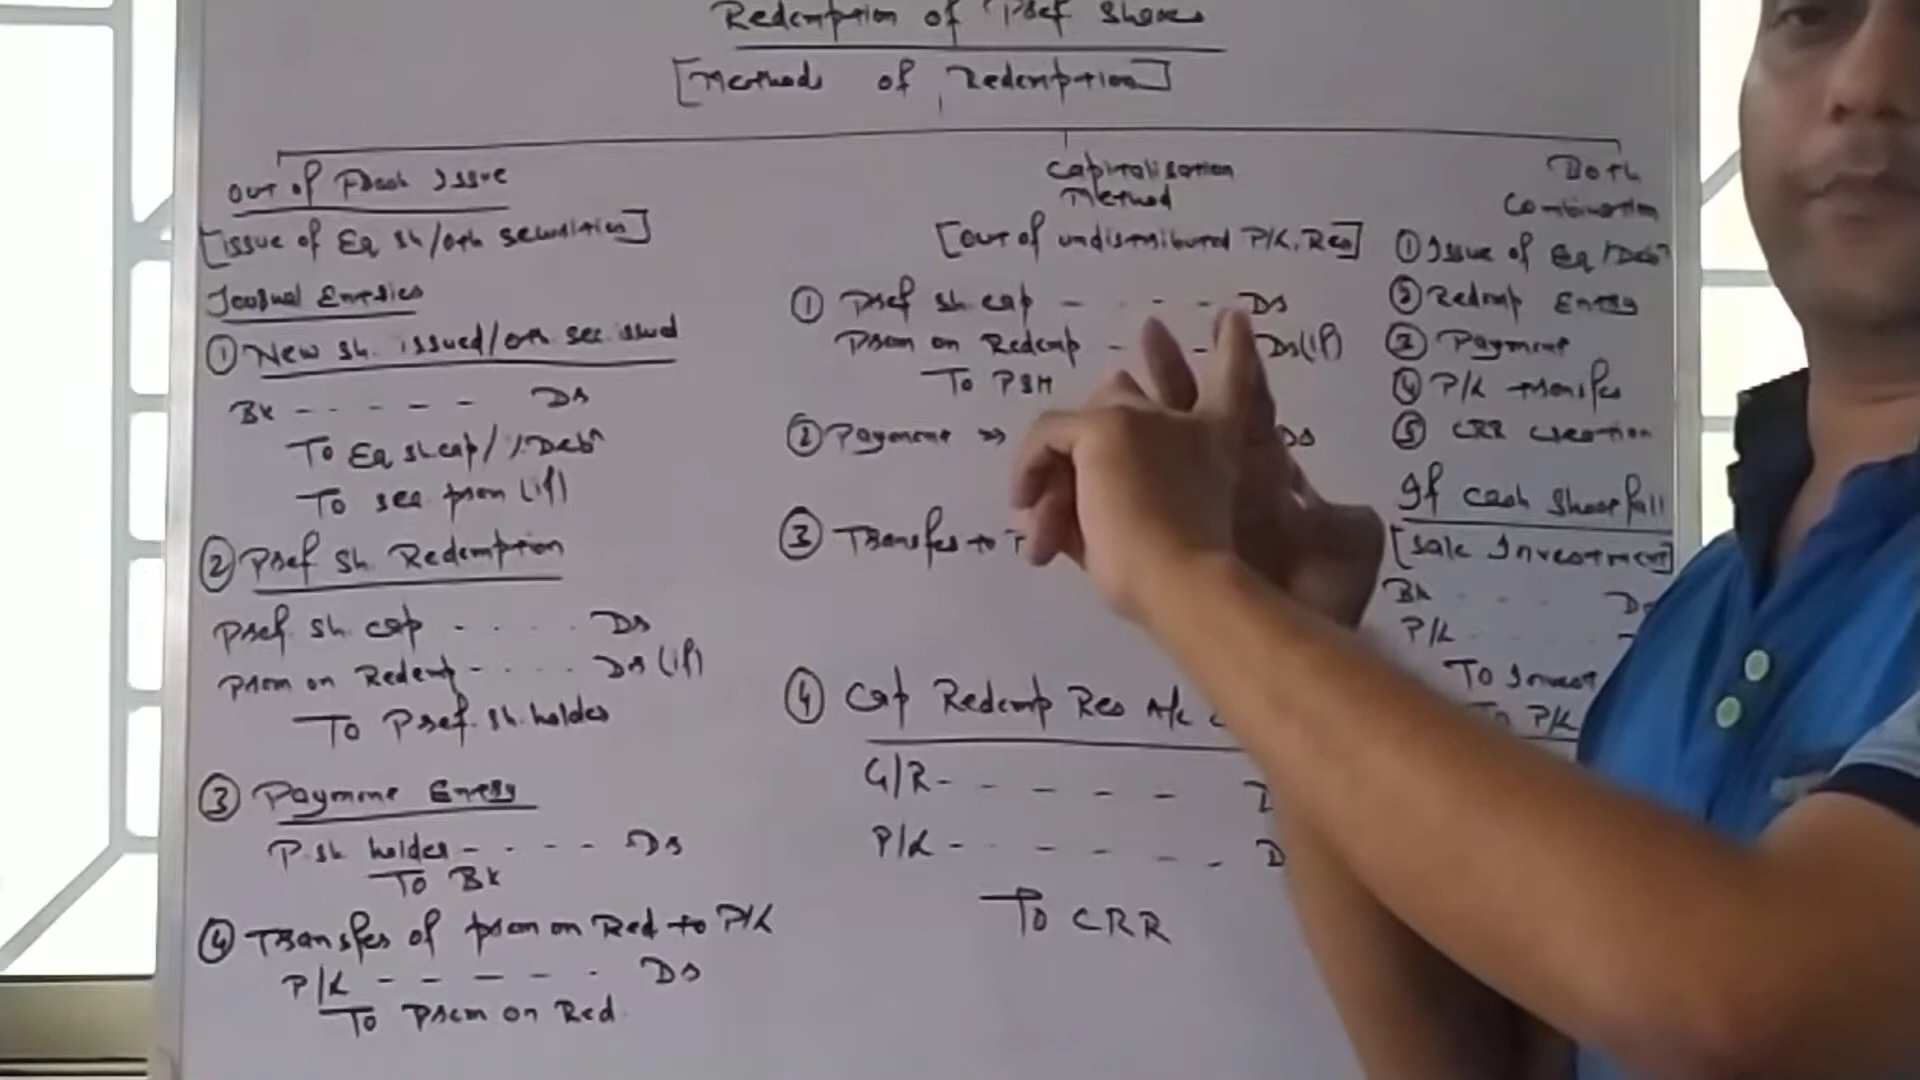 Redemption of Pref Shares
[Methods of Redemption]
Out of Fresh Issue
[issue of Eq sh/oth securities]
Journal Entries
① New sh. issued/oth sec. issued
Bk - - - - - Dr
To Eq sh cap/%Debn
To sec prem (if)
② Pref sh. Redemption
Pref. sh. cap - - - - Dr
prem on Redemp - - - - Dr (if)
To Pref. sh. holder
③ Payment Entry
P. sh holder - - - - Dr
To Bk
④ Transfer of prem on Red to P/L
P/L - - - - - Dr
To Prem on Red.
Capitalisation
Method
[out of undistributed P/L, Res]
① Pref sh. cap - - - - Dr
Prem on Redemp - - Dr (if)
To PSH
② Payment ⇒ Dr
③ Transfer to
④ Cap Redemp Res A/c
G/R - - - - -
P/L - - - - -
To CRR
Both
Combination
① Issue of Eq/Debn
② Redemp Entry
③ Payment
④ P/L transfer
⑤ CRR creation
If cash shortfall
[Sale Investment]
Bk - - - Dr
P/L - - -
To Invest
To P/L